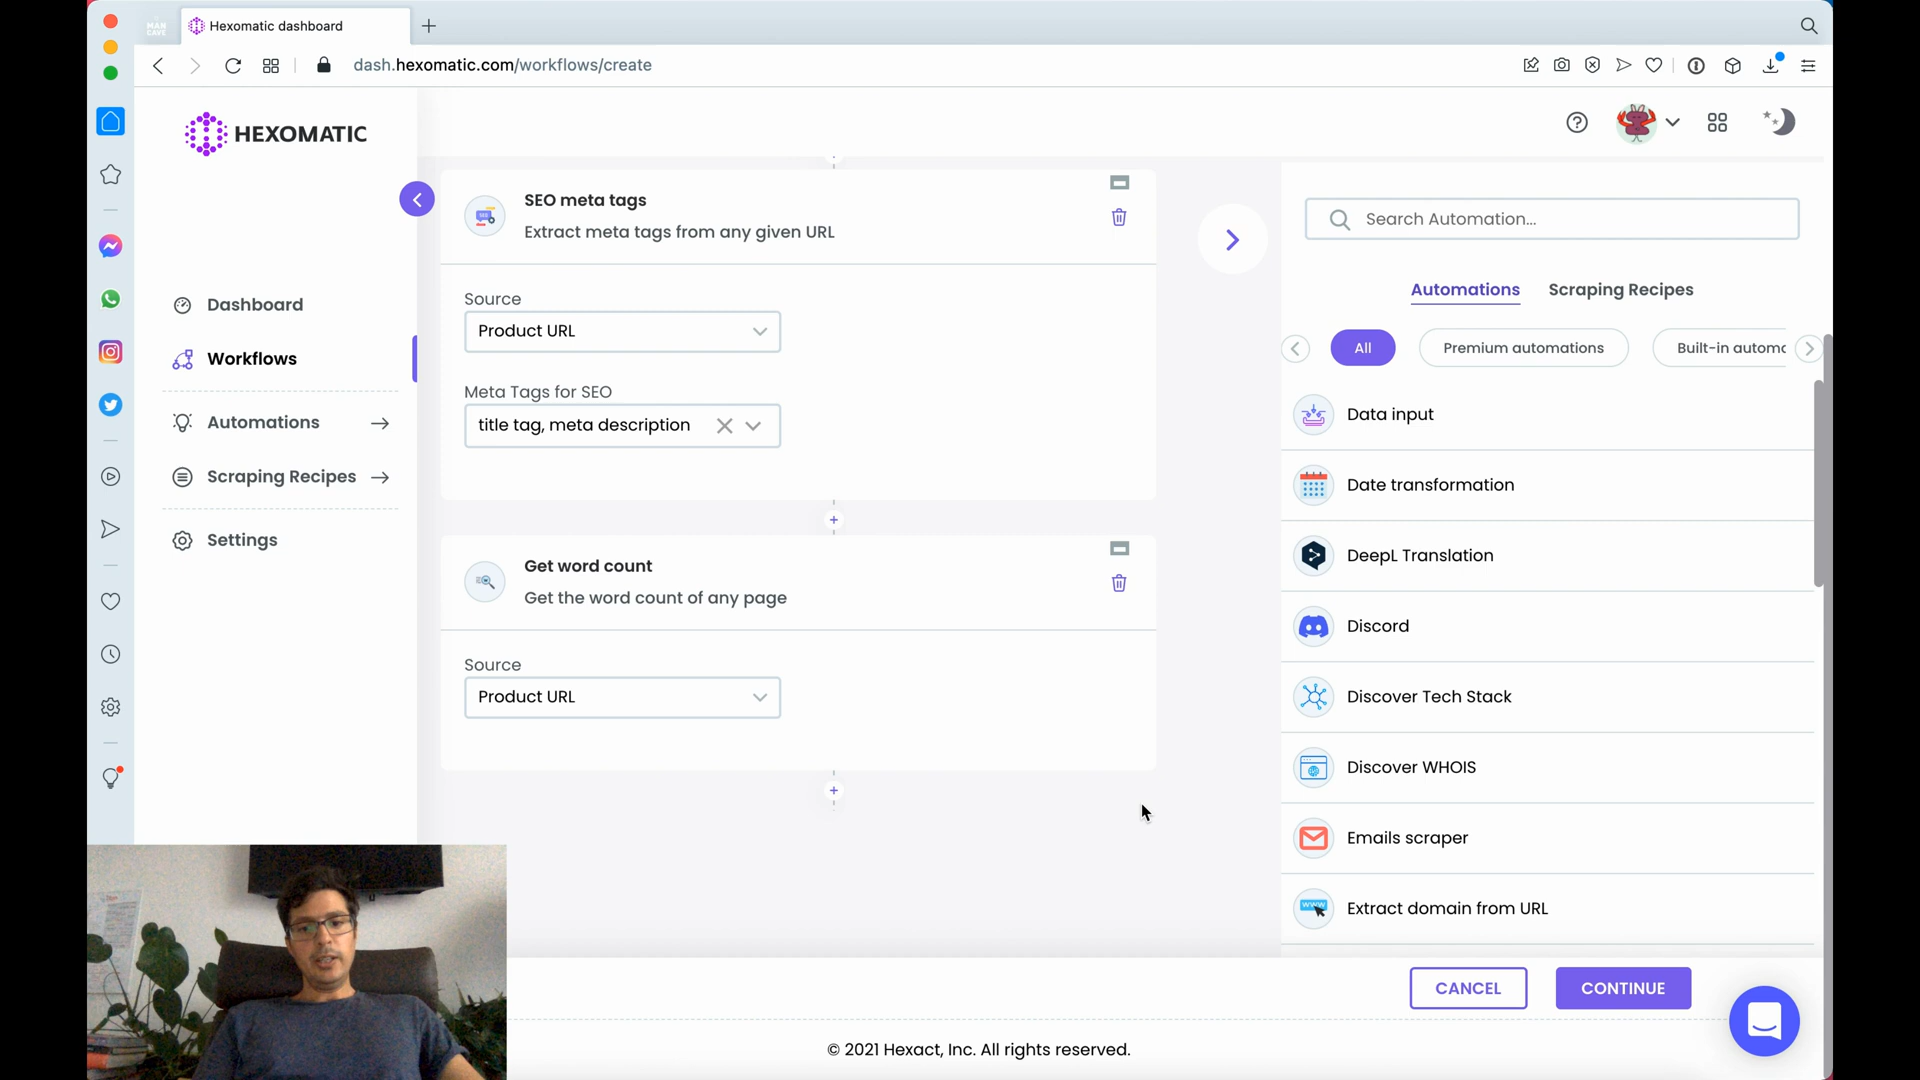 MAN
CAVE
Hexomatic dashboard
dash.hexomatic.com/workflows/create
HEXOMATIC
Dashboard
Workflows
Automations
Scraping Recipes
Settings
SEO meta tags
Extract meta tags from any given URL
Source
Product URL
Meta Tags for SEO
title tag, meta description
Get word count
Get the word count of any page
Source
Product URL
Search Automation...
Automations
Scraping Recipes
All
Premium automations
Built-in automa
Data input
Date transformation
DeepL Translation
Discord
Discover Tech Stack
Discover WHOIS
Emails scraper
Extract domain from URL
CANCEL
CONTINUE
© 2021 Hexact, Inc. All rights reserved.